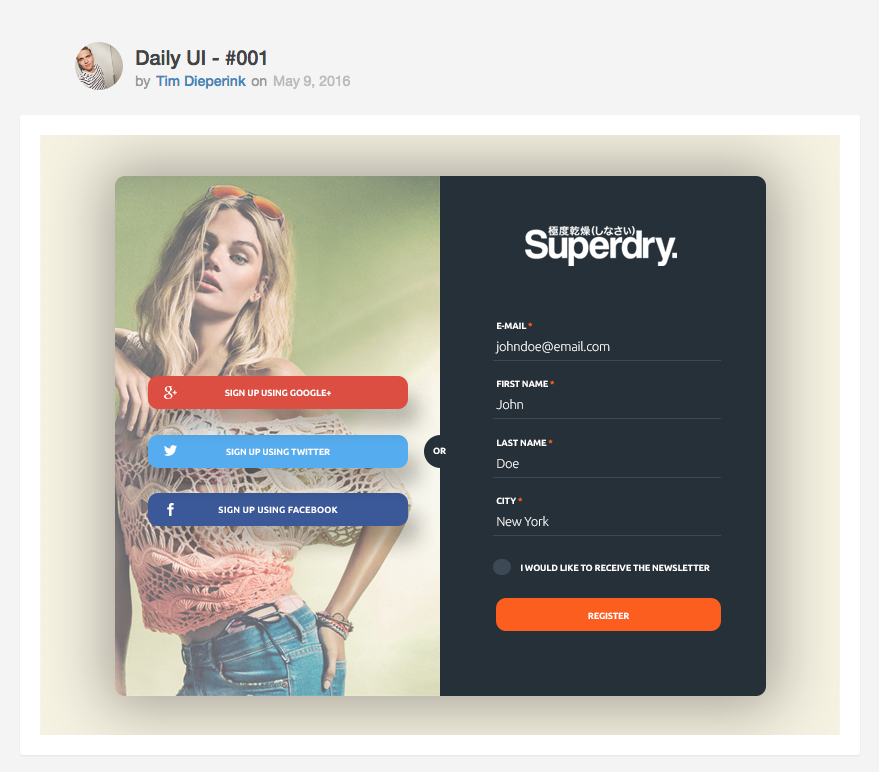 Daily UI - #001
by Tim Dieperink on May 9, 2016
SIGN UP USING GOOGLE+
SIGN UP USING TWITTER
SIGN UP USING FACEBOOK
OR
極度乾燥(しなさい)
Superdry.
E-MAIL *
johndoe@email.com
FIRST NAME *
John
LAST NAME *
Doe
CITY *
New York
I WOULD LIKE TO RECEIVE THE NEWSLETTER
REGISTER